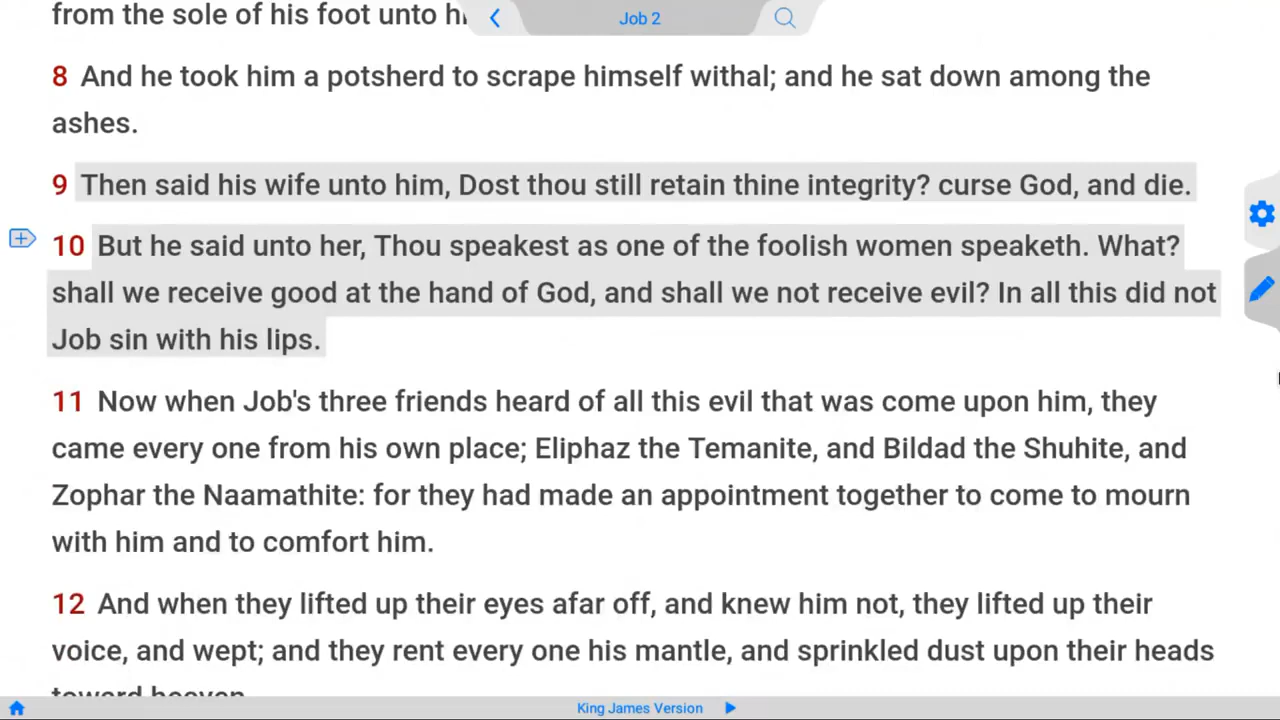 from the sole of his foot unto
Job 2
8 And he took him a potsherd to scrape himself withal; and he sat down among the
ashes.
9 Then said his wife unto him, Dost thou still retain thine integrity? curse God, and die.
10 But he said unto her, Thou speakest as one of the foolish women speaketh. What?
shall we receive good at the hand of God, and shall we not receive evil? In all this did not
Job sin with his lips.
11 Now when Job's three friends heard of all this evil that was come upon him, they
came every one from his own place; Eliphaz the Temanite, and Bildad the Shuhite, and
Zophar the Naamathite: for they had made an appointment together to come to mourn
with him and to comfort him.
12 And when they lifted up their eyes afar off, and knew him not, they lifted up their
voice, and wept; and they rent every one his mantle, and sprinkled dust upon their heads
toward heaven
King James Version